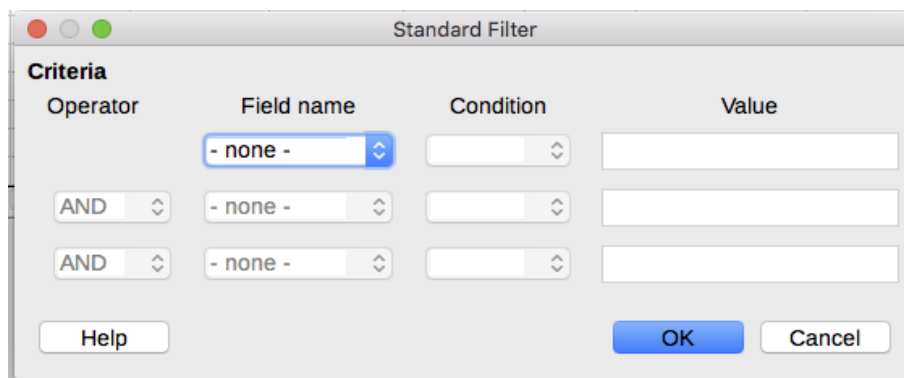 Standard Filter
Criteria
Operator Field name Condition Value
- none -
AND - none -
AND - none -
Help OK Cancel